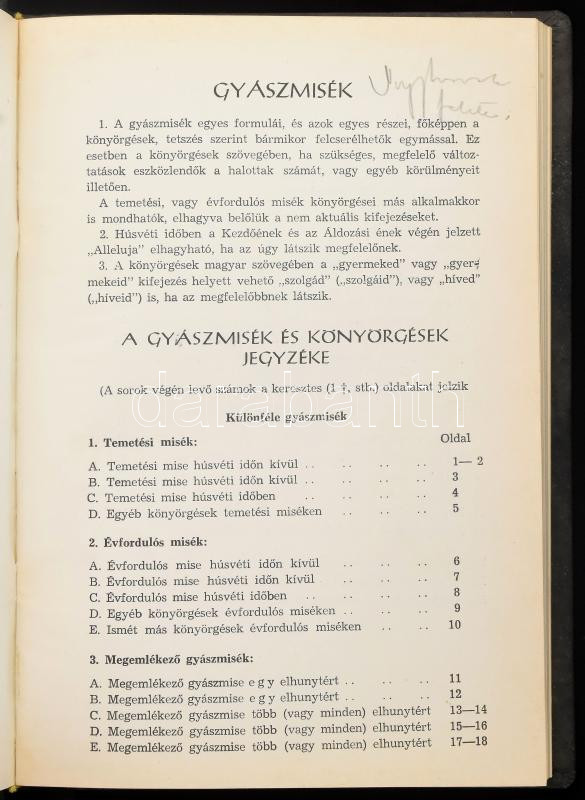 GYÁSZMISÉK
1. A gyászmisék egyes formulái, és azok egyes részei, főképpen a
könyörgések, tetszés szerint bármikor felcserélhetők egymással. Ez
esetben a könyörgések szövegében, ha szükséges, megfelelő változ-
tatások eszközlendők a halottak számát, vagy egyéb körülményeit
illetően.
A temetési, vagy évfordulós misék könyörgései más alkalmakkor
is mondhatók, elhagyva belőlük a nem aktuális kifejezéseket.
2. Húsvéti időben a Kezdőének és az Áldozási ének végén jelzett
„Alleluja" elhagyható, ha az úgy látszik megfelelőnek.
3. A könyörgések magyar szövegében a „gyermeked" vagy „gyer-
mekeid" kifejezés helyett vehető „szolgád" („szolgáid"), vagy „híved"
(„híveid") is, ha az megfelelőbbnek látszik.
A GYÁSZMISÉK ÉS KÖNYÖRGÉSEK
JEGYZÉKE
(A sorok végén levő számok a keresztes (1 †, stb.) oldalakat jelzik
darabanth
Különféle gyászmisék
1. Temetési misék: Oldal
A. Temetési mise húsvéti időn kívül .. .. .. .. 1— 2
B. Temetési mise húsvéti időn kívül .. .. .. .. 3
C. Temetési mise húsvéti időben .. .. .. .. 4
D. Egyéb könyörgések temetési miséken .. .. .. 5
2. Évfordulós misék:
A. Évfordulós mise húsvéti időn kívül .. .. .. 6
B. Évfordulós mise húsvéti időn kívül .. .. .. 7
C. Évfordulós mise húsvéti időben .. .. .. .. 8
D. Egyéb könyörgések évfordulós miséken .. .. .. 9
E. Ismét más könyörgések évfordulós miséken .. .. 10
3. Megemlékező gyászmisék:
A. Megemlékező gyászmise e g y elhunytért .. .. .. 11
B. Megemlékező gyászmise e g y elhunytért .. .. .. 12
C. Megemlékező gyászmise több (vagy minden) elhunytért 13—14
D. Megemlékező gyászmise több (vagy minden) elhunytért 15—16
E. Megemlékező gyászmise több (vagy minden) elhunytért 17—18